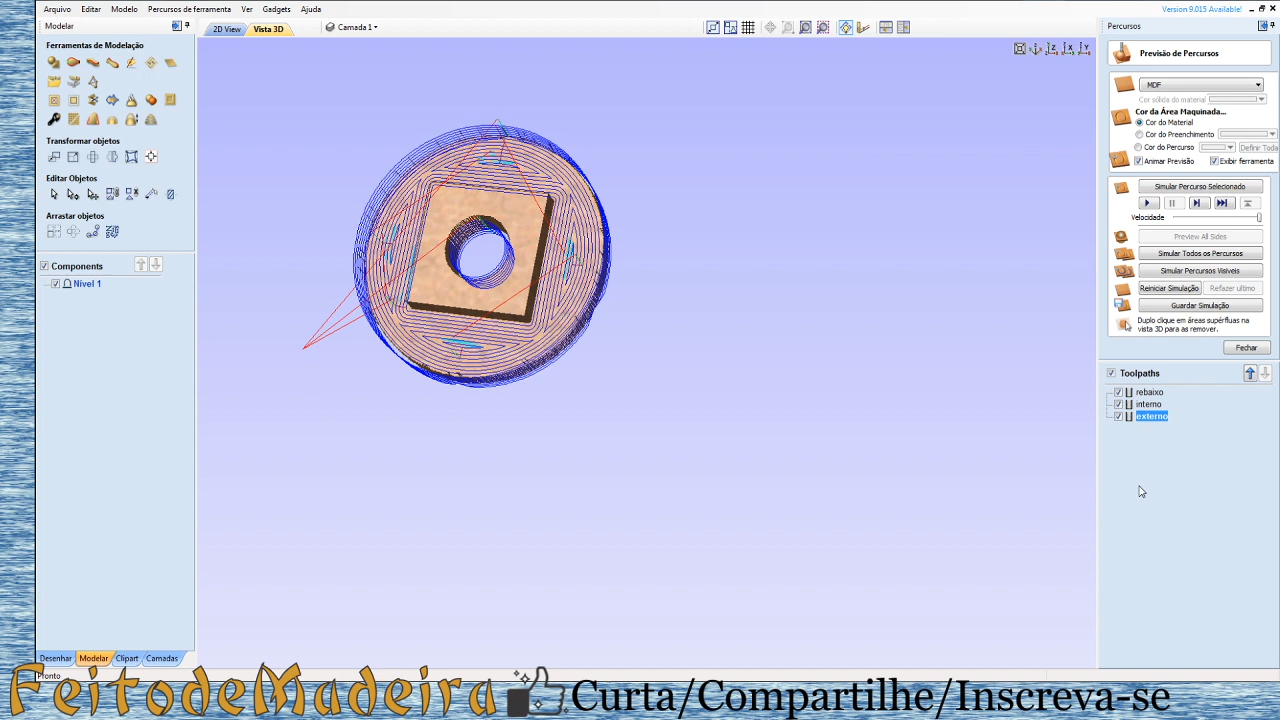 Arquivo Editar Modelo Percursos de ferramenta Ver Gadgets Ajuda
Version 9.015 Available!
Modelar
2D View Vista 3D
Camada 1
Percursos
Ferramentas de Modelação
Transformar objetos
Editar Objetos
Arrastar objetos
Components
Nível 1
Previsão de Percursos
MDF
Cor sólida do material
Cor da Área Maquinada...
Cor do Material
Cor do Preenchimento
Cor do Percurso
Definir Toda
Animar Previsão
Exibir ferramenta
Simular Percurso Selecionado
Velocidade
Preview All Sides
Simular Todos os Percursos
Simular Percursos Visíveis
Reiniciar Simulação
Refazer ultimo
Guardar Simulação
Duplo clique em áreas supérfluas na
vista 3D para as remover.
Fechar
Toolpaths
rebaixo
interno
externo
Desenhar Modelar Clipart Camadas
Pronto
FeitodeMadeira
Curta/Compartilhe/Inscreva-se
X
Y
Z